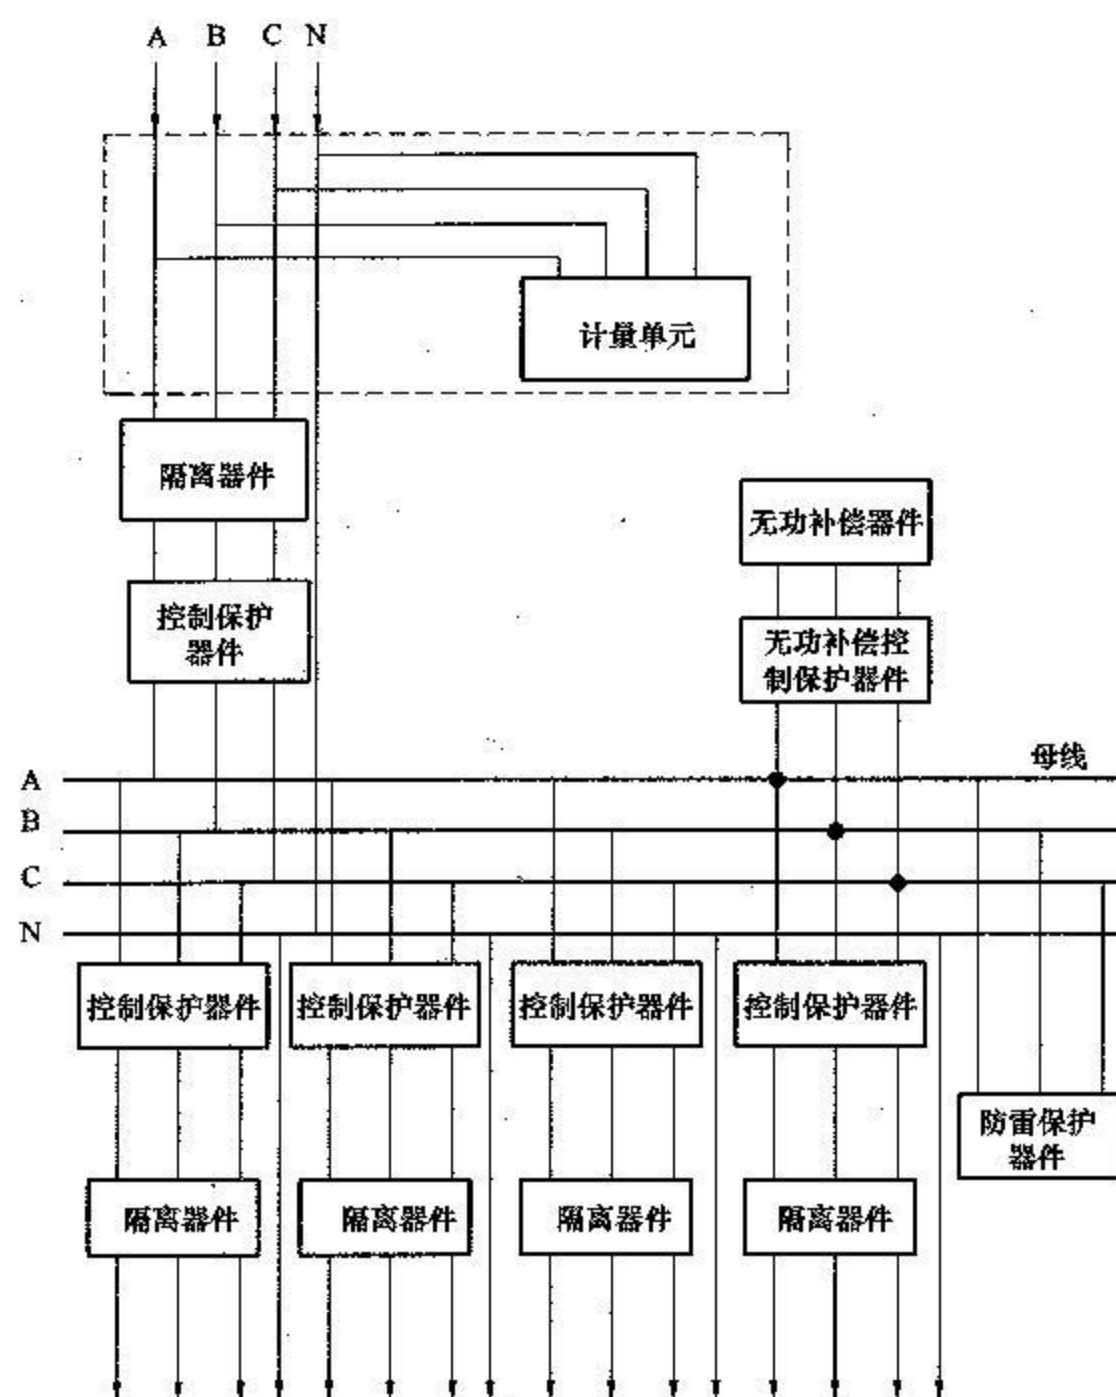 A B C N
计量单元
隔离器件
无功补偿器件
控制保护
器件
无功补偿控
制保护器件
母线
A
B
C
N
控制保护器件 控制保护器件 控制保护器件 控制保护器件
防雷保护
器件
隔离器件 隔离器件 隔离器件 隔离器件